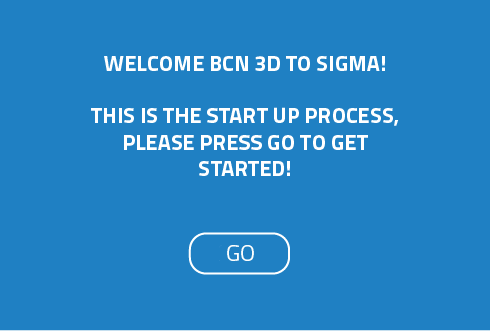 WELCOME BCN 3D TO SIGMA!
THIS IS THE START UP PROCESS,
PLEASE PRESS GO TO GET
STARTED!
GO